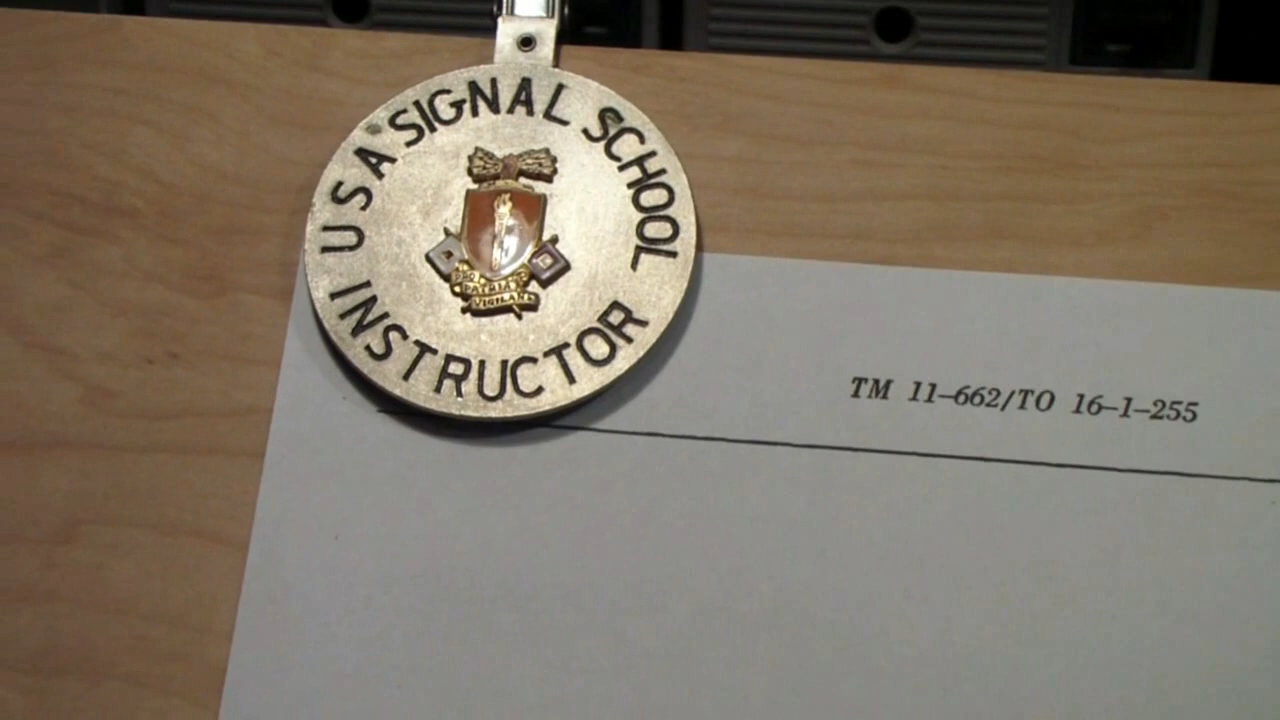 USA SIGNAL SCHOOL
PRO
PATRIA
VIGILANS
INSTRUCTOR
TM 11–662/TO 16–1–255